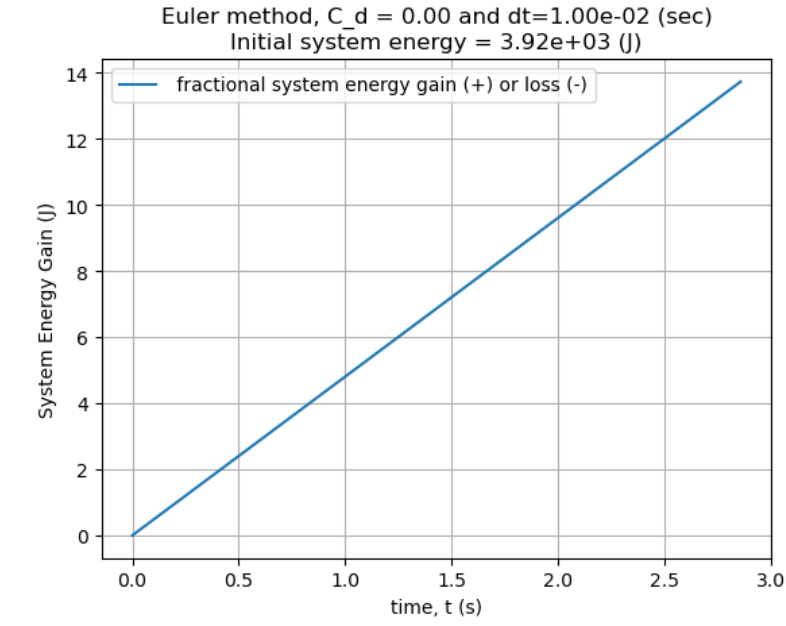 Euler method, C_d = 0.00 and dt=1.00e-02 (sec)
Initial system energy = 3.92e+03 (J)
fractional system energy gain (+) or loss (-)
System Energy Gain (J)
14
12
10
8
6
4
2
0
0.0 0.5 1.0 1.5 2.0 2.5 3.0
time, t (s)